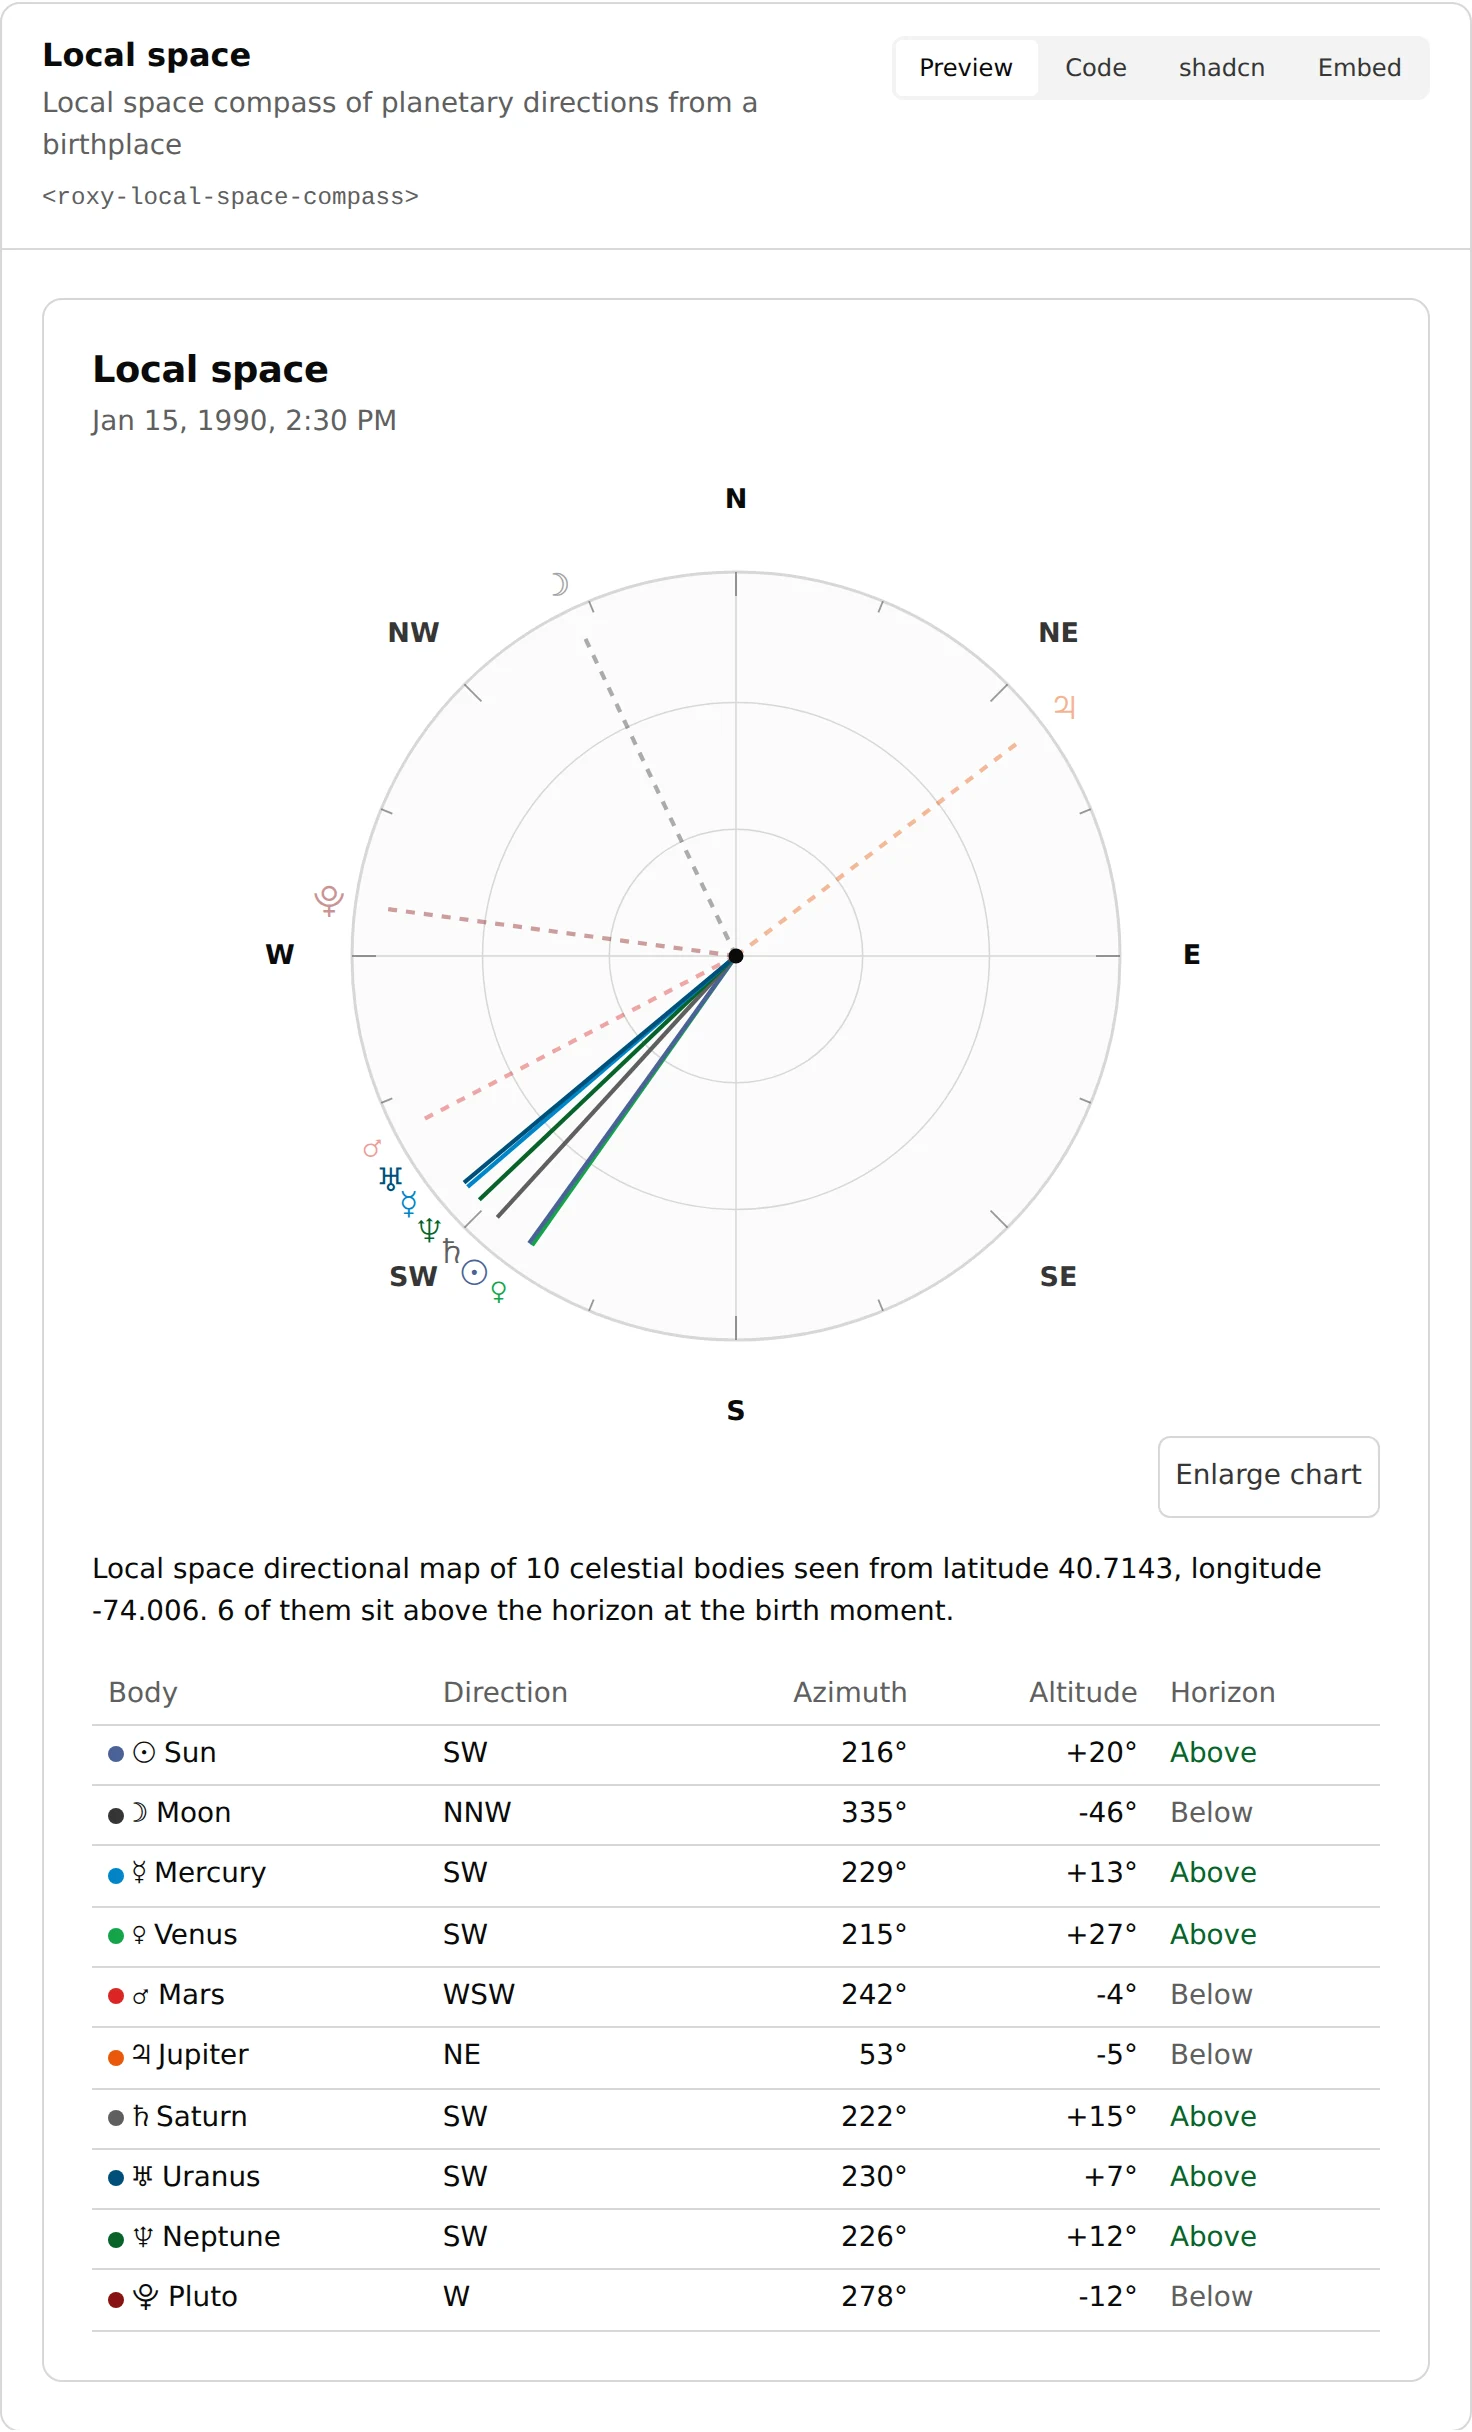 Local space
Preview Code shadcn Embed
Local space compass of planetary directions from a
birthplace
<roxy-local-space-compass>
Local space
Jan 15, 1990, 2:30 PM
N
☽
NW NE
♃
♇
W E
♂
♅
☿
♆
♄
SW ☉ SE
♀
S
Enlarge chart
Local space directional map of 10 celestial bodies seen from latitude 40.7143, longitude
-74.006. 6 of them sit above the horizon at the birth moment.
Body Direction Azimuth Altitude Horizon
☉ Sun SW 216° +20° Above
☽ Moon NNW 335° -46° Below
☿ Mercury SW 229° +13° Above
♀ Venus SW 215° +27° Above
♂ Mars WSW 242° -4° Below
♃ Jupiter NE 53° -5° Below
♄ Saturn SW 222° +15° Above
♅ Uranus SW 230° +7° Above
♆ Neptune SW 226° +12° Above
♇ Pluto W 278° -12° Below